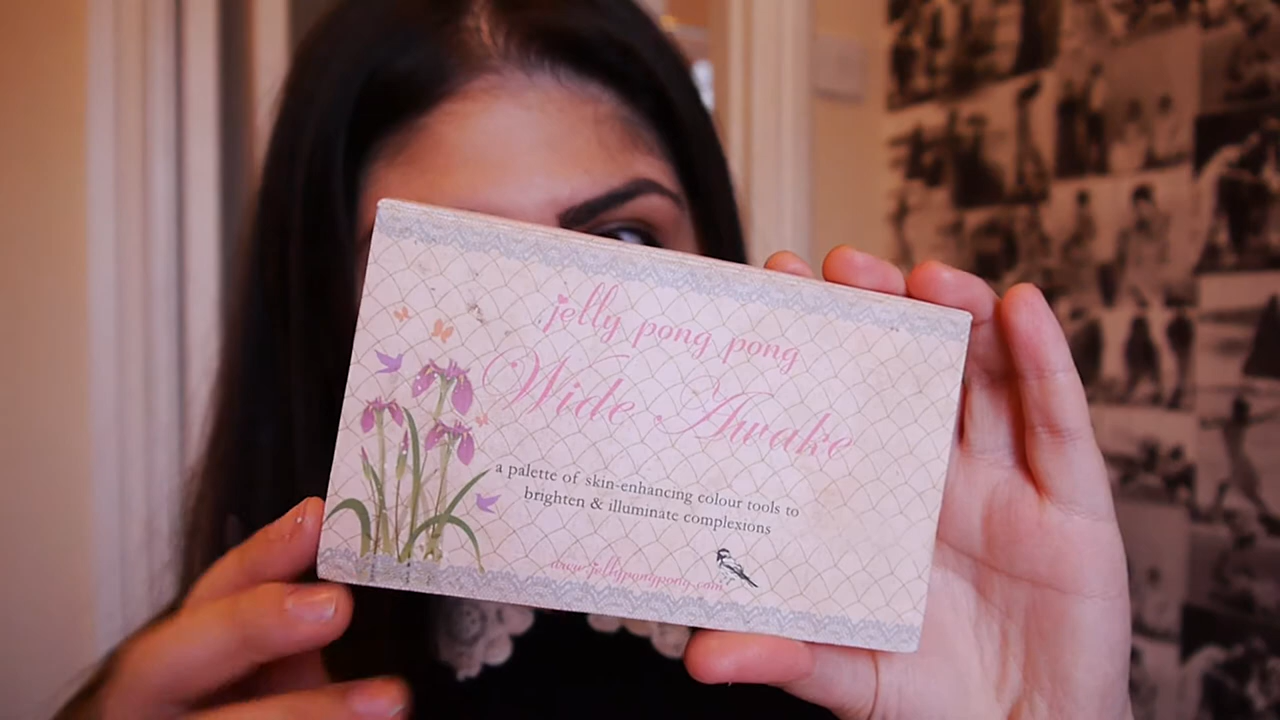 jelly pong pong
Wide Awake
a palette of skin-enhancing colour tools to
brighten & illuminate complexions
www.jellypongpong.com